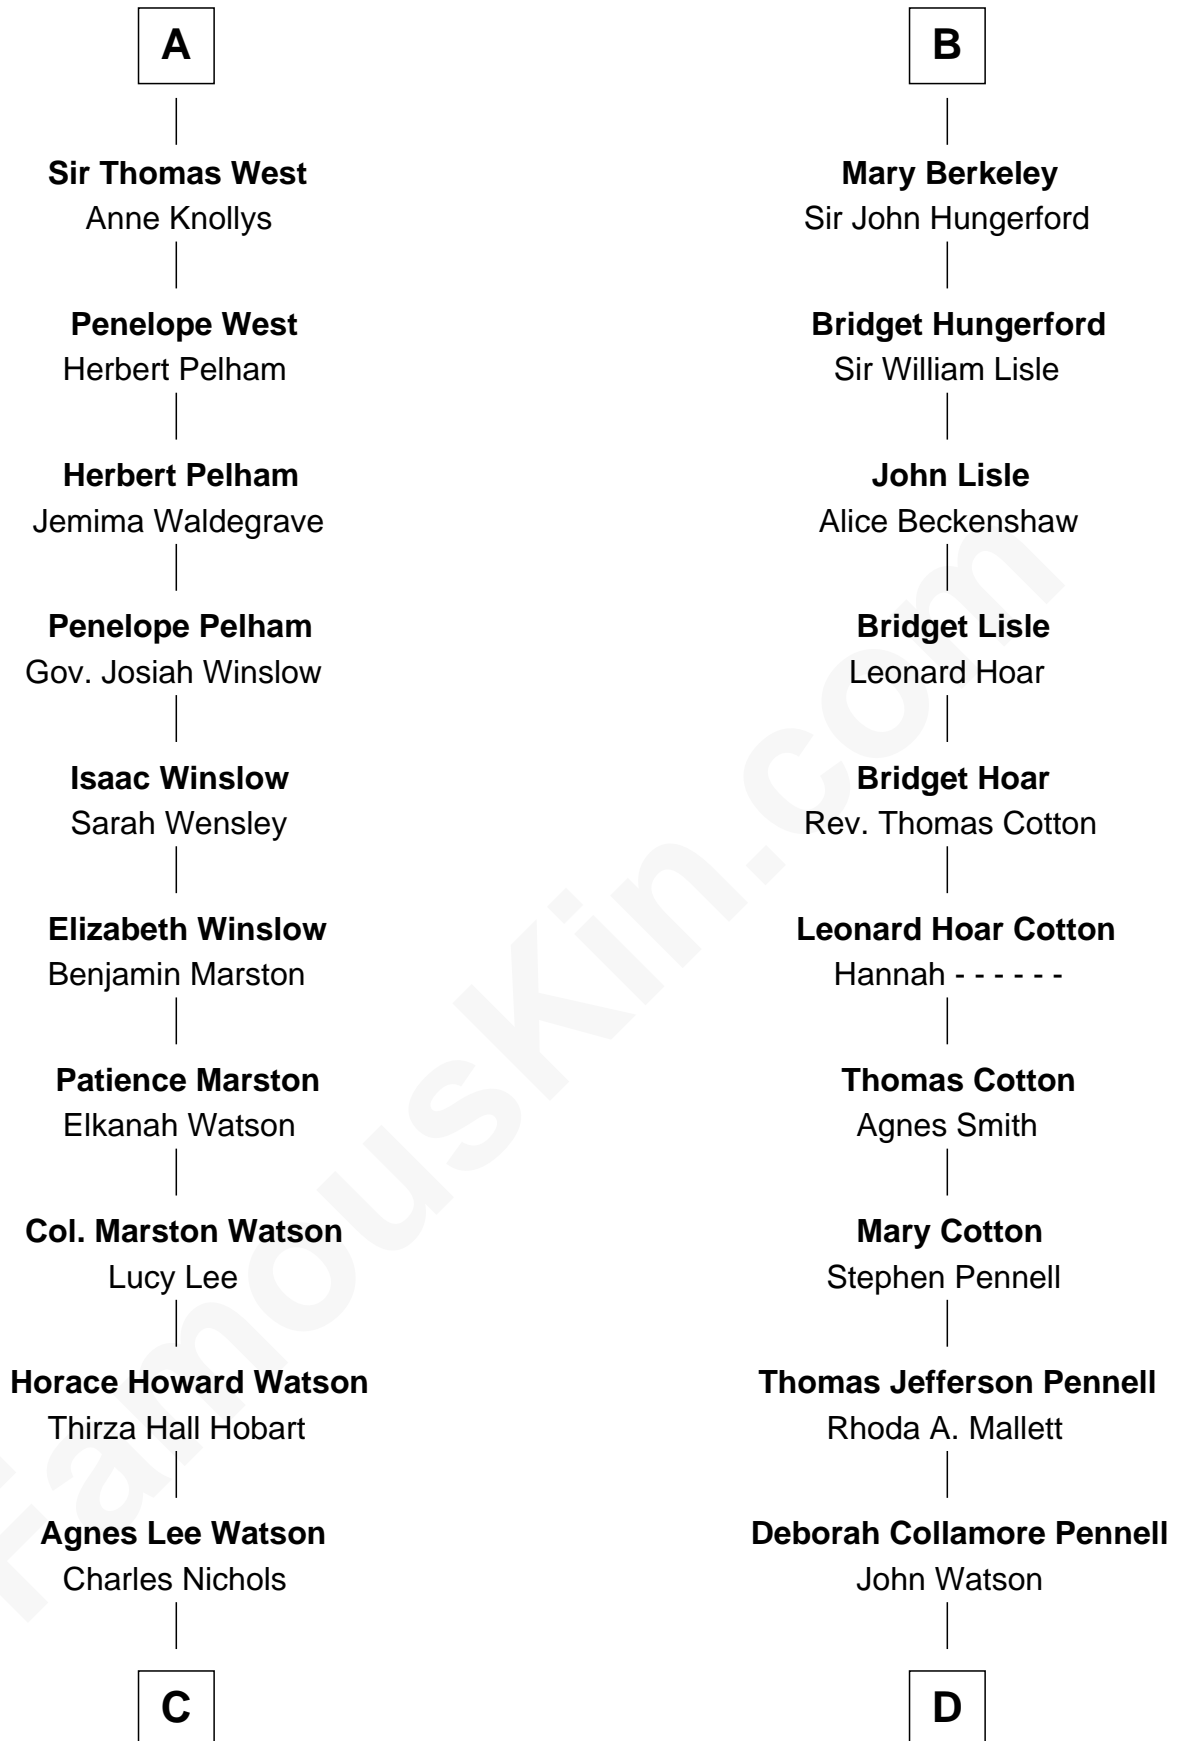 A
Sir Thomas West
Anne Knollys
Penelope West
Herbert Pelham
Herbert Pelham
Jemima Waldegrave
Penelope Pelham
Gov. Josiah Winslow
Isaac Winslow
Sarah Wensley
Elizabeth Winslow
Benjamin Marston
Patience Marston
Elkanah Watson
Col. Marston Watson
Lucy Lee
Horace Howard Watson
Thirza Hall Hobart
Agnes Lee Watson
Charles Nichols
C
B
Mary Berkeley
Sir John Hungerford
Bridget Hungerford
Sir William Lisle
John Lisle
Alice Beckenshaw
Bridget Lisle
Leonard Hoar
Bridget Hoar
Rev. Thomas Cotton
Leonard Hoar Cotton
Hannah - - - - - -
Thomas Cotton
Agnes Smith
Mary Cotton
Stephen Pennell
Thomas Jefferson Pennell
Rhoda A. Mallett
Deborah Collamore Pennell
John Watson
D
FamousKin.com